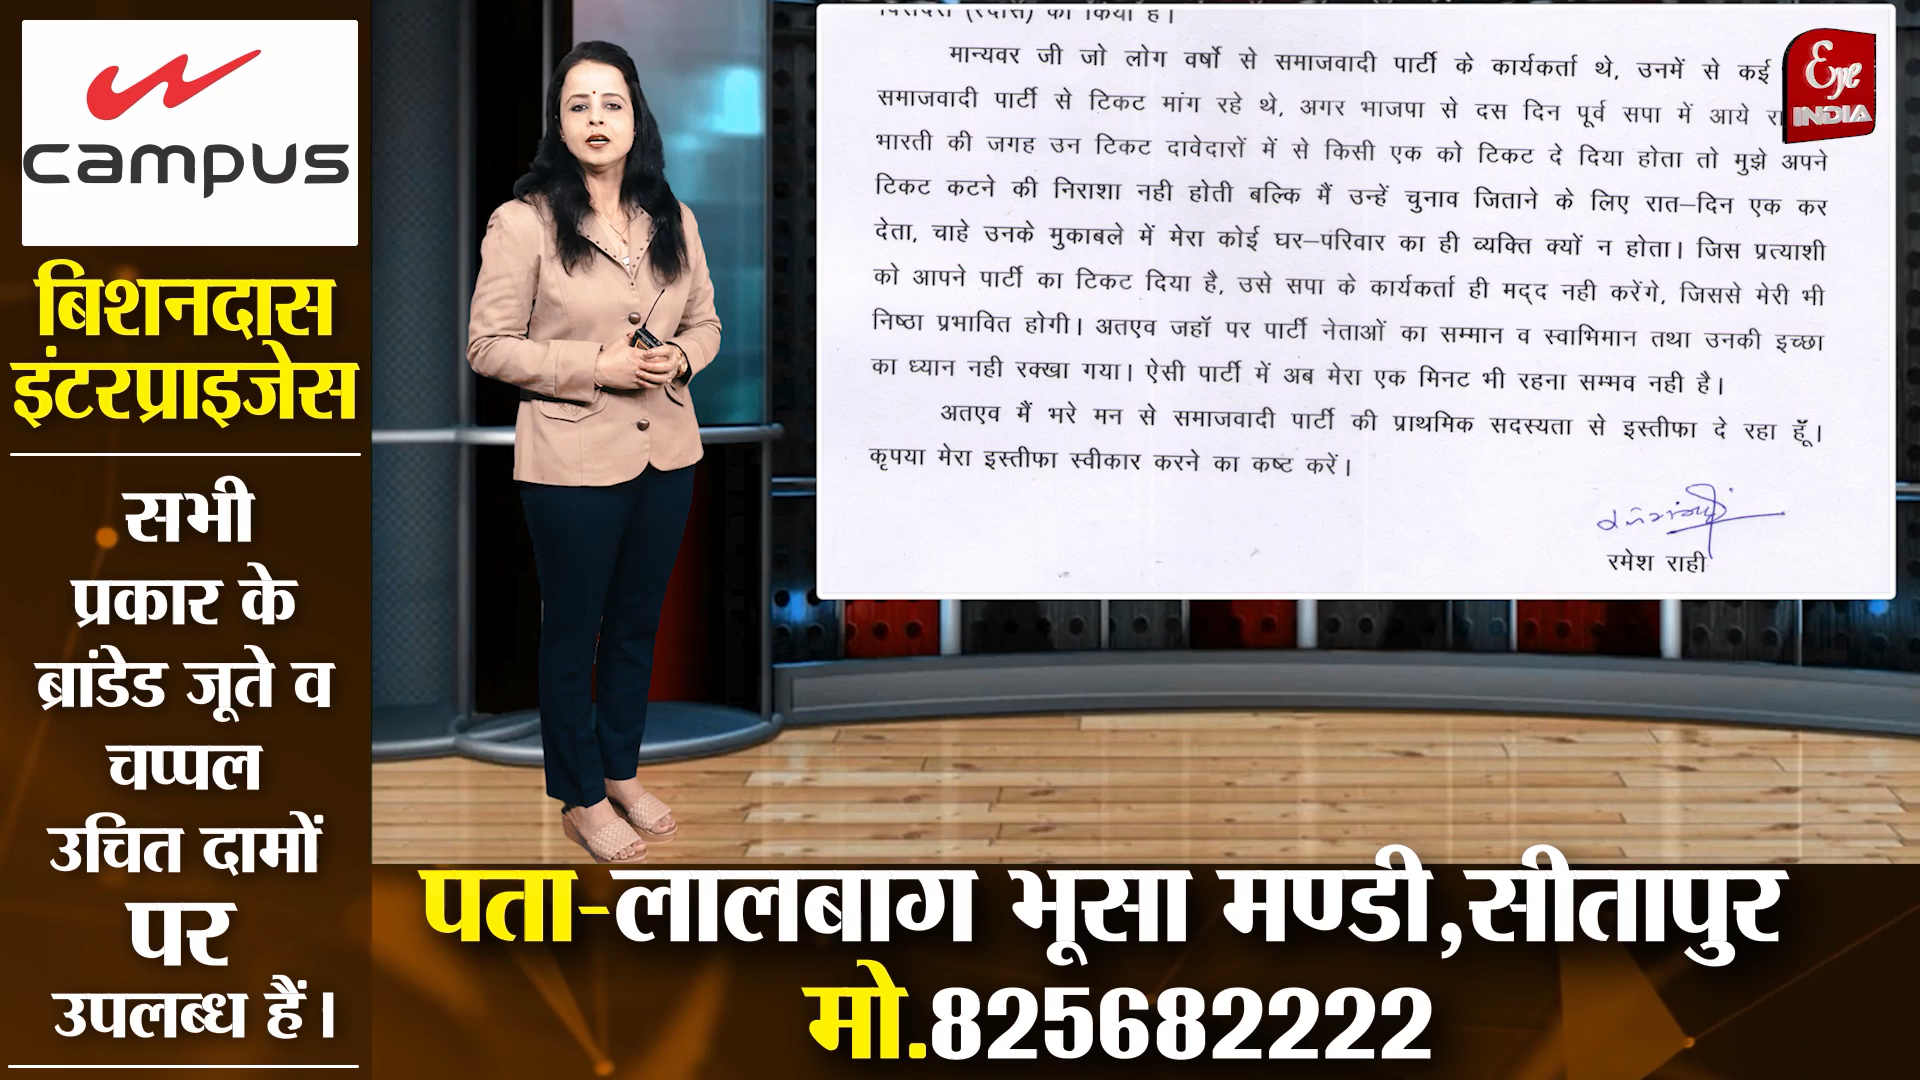 campus
बिशनदास
इंटरप्राइजेस
सभी
प्रकार के
ब्रांडेड जूते व
चप्पल
उचित दामों
पर
उपलब्ध हैं।
मान्यवर जी जो लोग वर्षो से समाजवादी पार्टी के कार्यकर्ता थे, उनमें से कई
समाजवादी पार्टी से टिकट मांग रहे थे, अगर भाजपा से दस दिन पूर्व सपा में आये
भारती की जगह उन टिकट दावेदारों में से किसी एक को टिकट दे दिया होता तो मुझे अपने
टिकट कटने की निराशा नही होती बल्कि मैं उन्हें चुनाव जिताने के लिए रात–दिन एक कर
देता, चाहे उनके मुकाबले में मेरा कोई घर–परिवार का ही व्यक्ति क्यों न होता। जिस प्रत्याशी
को आपने पार्टी का टिकट दिया है, उसे सपा के कार्यकर्ता ही मद्द नही करेंगे, जिससे मेरी भी
निष्ठा प्रभावित होगी। अतएव जहॉ पर पार्टी नेताओं का सम्मान व स्वाभिमान तथा उनकी इच्छा
का ध्यान नही रक्खा गया। ऐसी पार्टी में अब मेरा एक मिनट भी रहना सम्मव नही है।
अतएव मैं भरे मन से समाजवादी पार्टी की प्राथमिक सदस्यता से इस्तीफा दे रहा हूँ।
कृपया मेरा इस्तीफा स्वीकार करने का कष्ट करें।
रमेश राही
Eye
INDIA
पता-लालबाग भूसा मण्डी,सीतापुर
मो.825682222